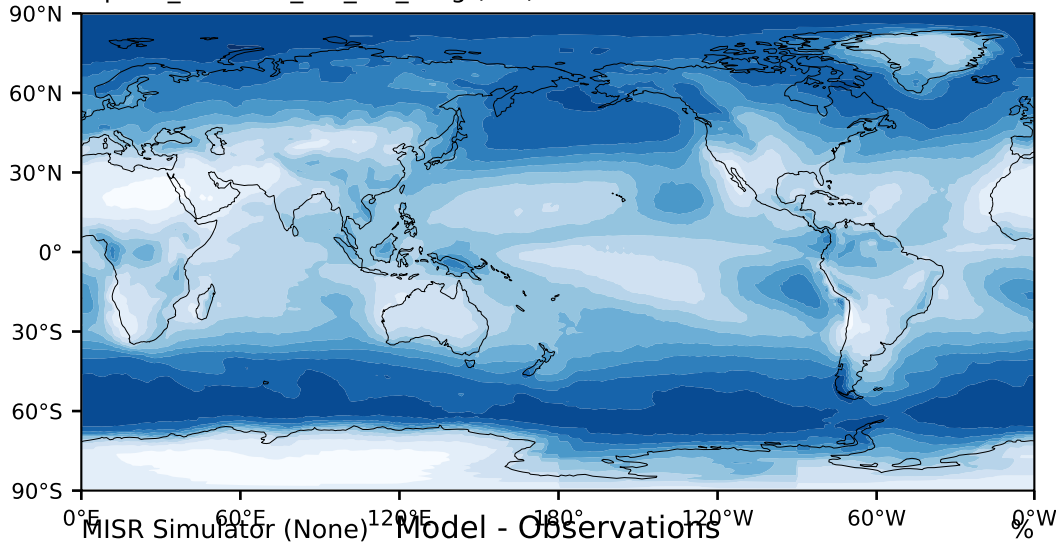 90°N
60°N
30°N
0°
30°S
60°S
90°S
0°E 60°E 120°E 180° 120°W 60°W 0°W
MISR Simulator (None) Model - Observations %